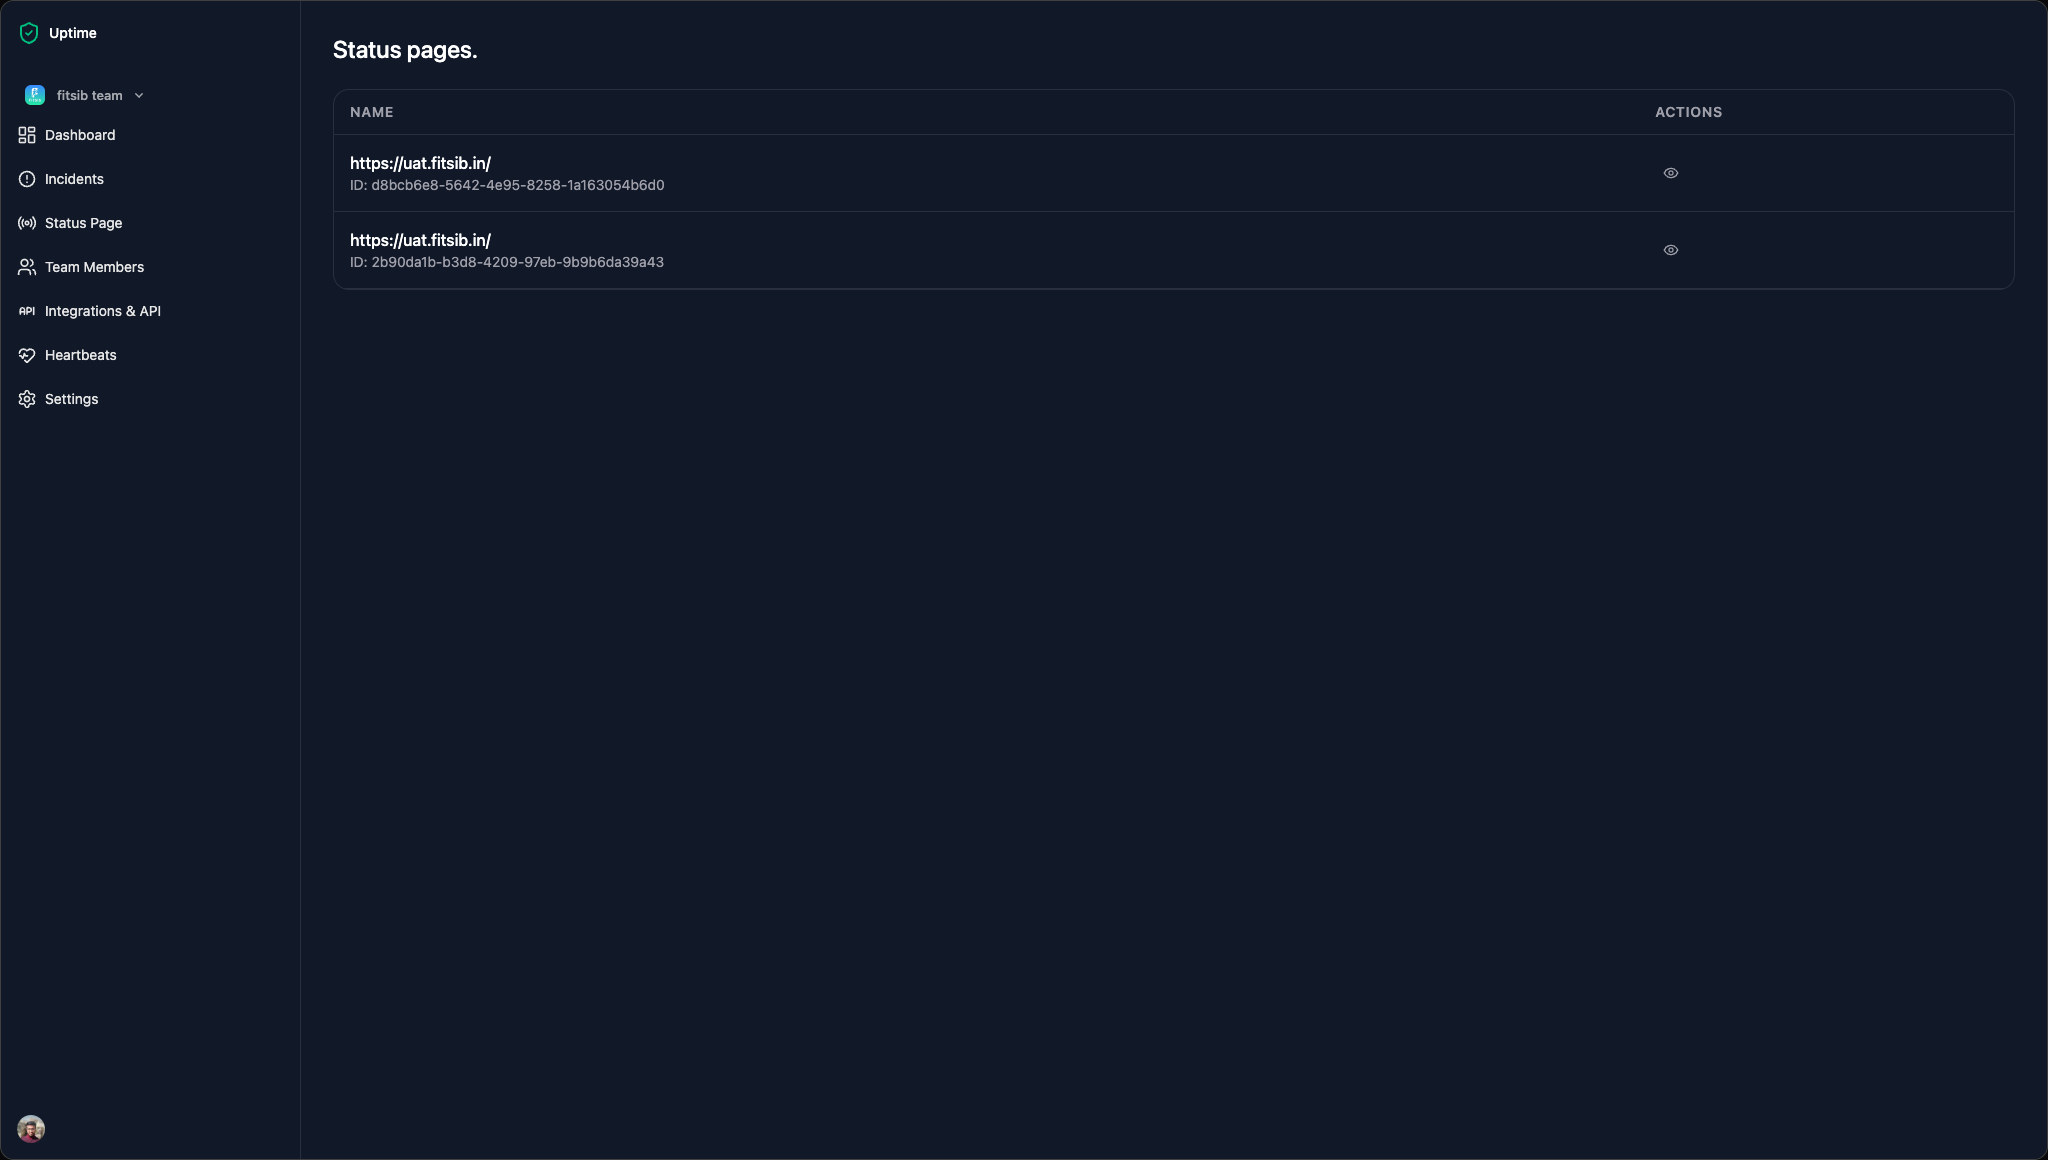 Uptime
fitsib team
Dashboard
Incidents
Status Page
Team Members
API Integrations & API
Heartbeats
Settings
Status pages.
NAME ACTIONS
https://uat.fitsib.in/
ID: d8bcb6e8-5642-4e95-8258-1a163054b6d0
https://uat.fitsib.in/
ID: 2b90da1b-b3d8-4209-97eb-9b9b6da39a43